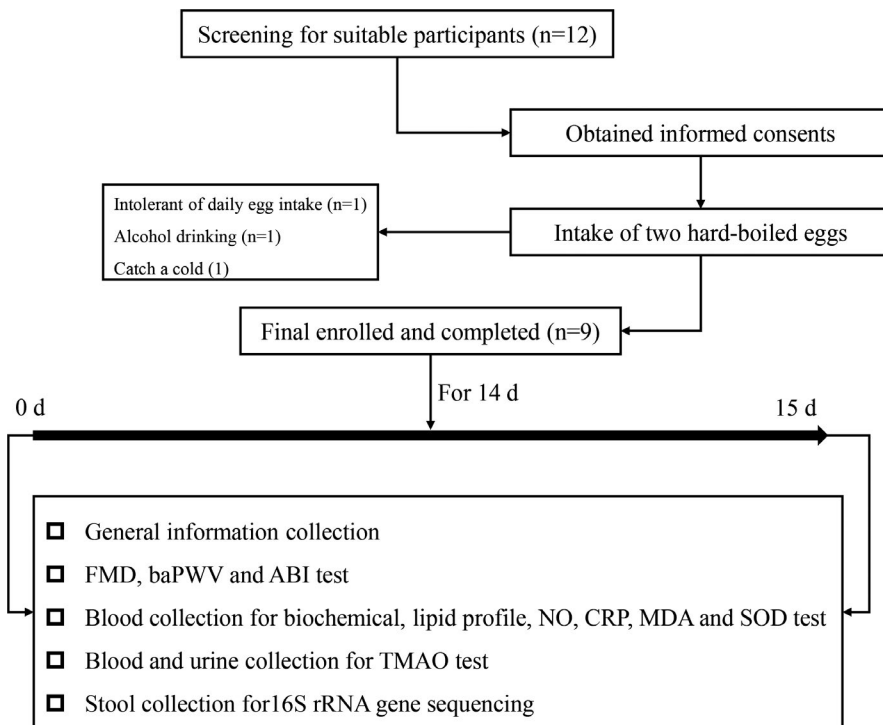 Screening for suitable participants (n=12)
Obtained informed consents
Intolerant of daily egg intake (n=1)
Alcohol drinking (n=1)
Catch a cold (1)
Intake of two hard-boiled eggs
Final enrolled and completed (n=9)
For 14 d
0 d
15 d
General information collection
FMD, baPWV and ABI test
Blood collection for biochemical, lipid profile, NO, CRP, MDA and SOD test
Blood and urine collection for TMAO test
Stool collection for16S rRNA gene sequencing